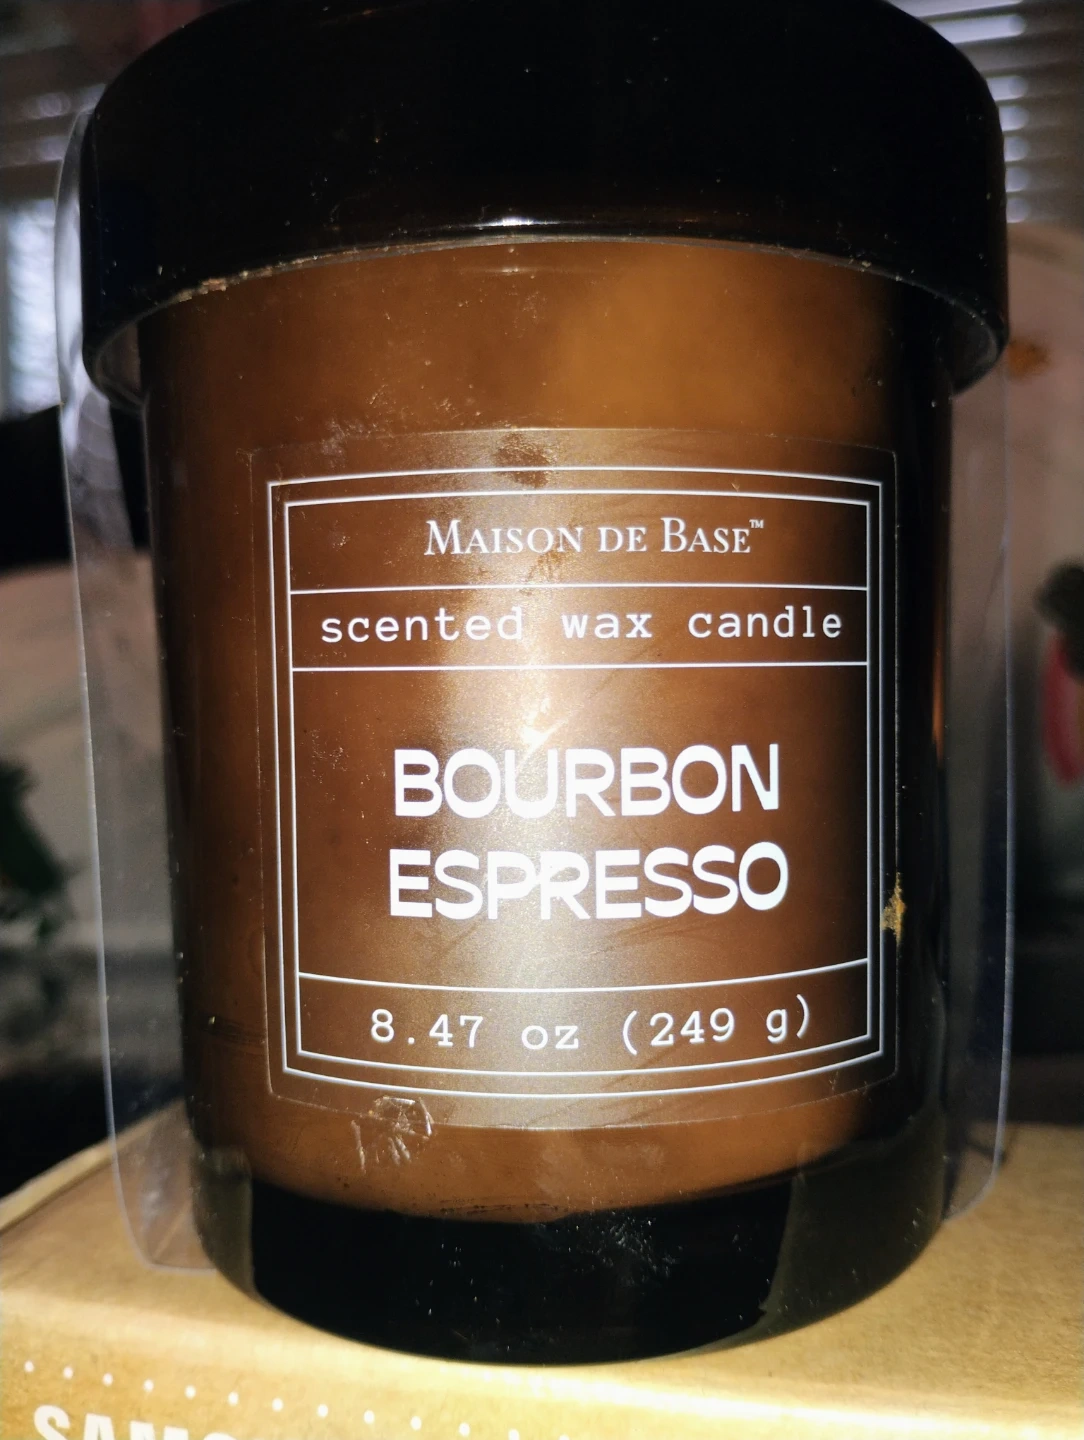 MAISON DE BASE™
scented wax candle
BOURBON
ESPRESSO
8.47 oz (249 g)